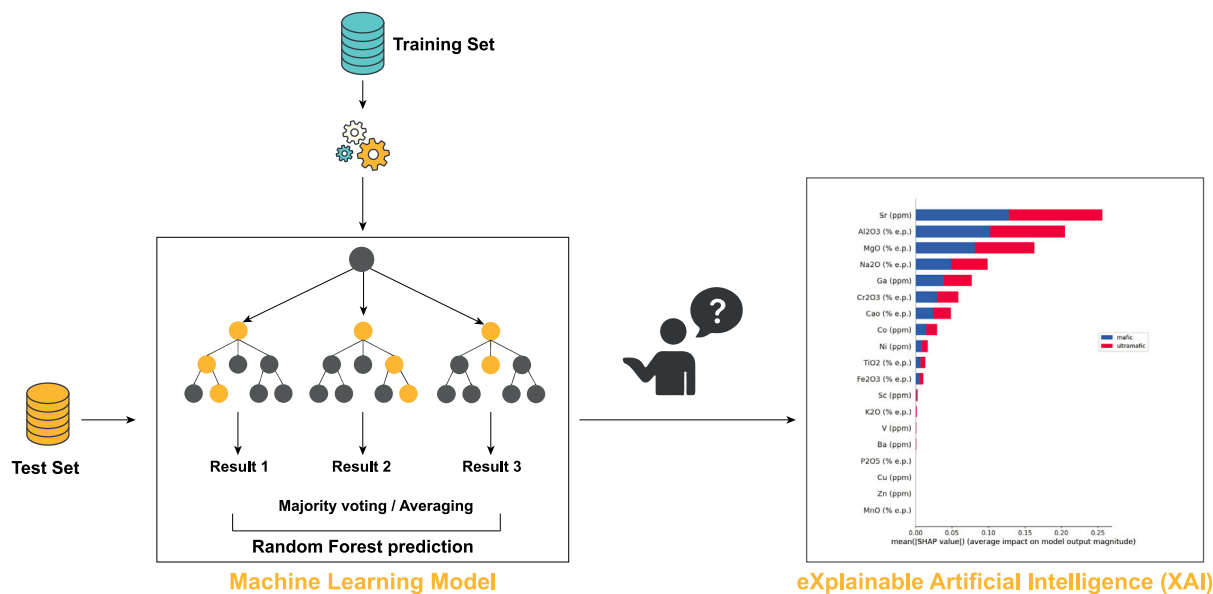 Training Set
Test Set
Result 1
Result 2
Result 3
Majority voting / Averaging
Random Forest prediction
Machine Learning Model
?
Sr (ppm)
Al2O3 (% e.p.)
MgO (% e.p.)
Na2O (% e.p.)
Ga (ppm)
Cr2O3 (% e.p.)
Cao (% e.p.)
Co (ppm)
Ni (ppm)
TiO2 (% e.p.)
Fe2O3 (% e.p.)
Sc (ppm)
K2O (% e.p.)
V (ppm)
Ba (ppm)
P2O5 (% e.p.)
Cu (ppm)
Zn (ppm)
MnO (% e.p.)
mafic
ultramafic
0.00 0.05 0.10 0.15 0.20 0.25
mean(|SHAP value|) (average impact on model output magnitude)
eXplainable Artificial Intelligence (XAI)